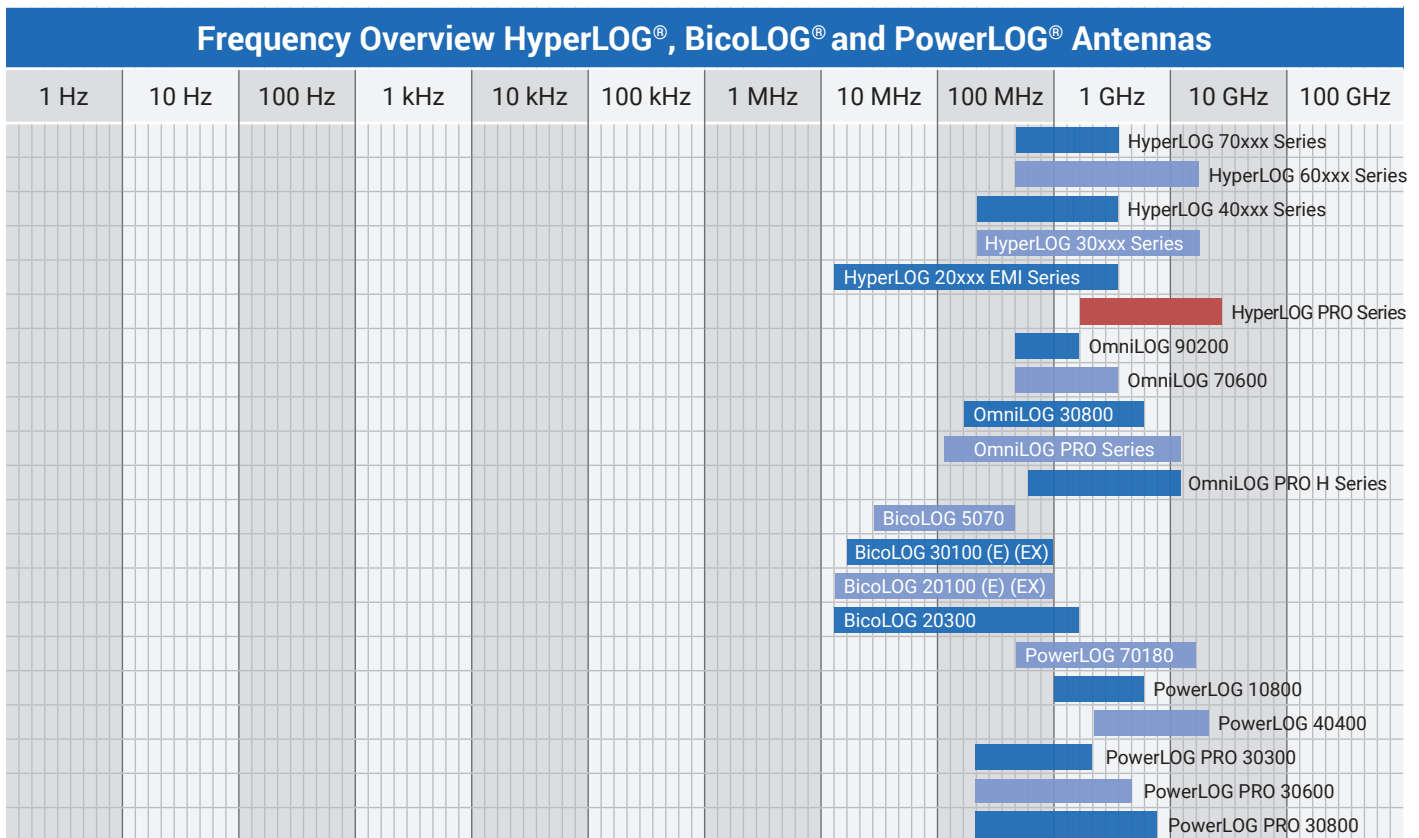 Frequency Overview HyperLOG®, BicoLOG® and PowerLOG® Antennas
1 Hz 10 Hz 100 Hz 1 kHz 10 kHz 100 kHz 1 MHz 10 MHz 100 MHz 1 GHz 10 GHz 100 GHz
HyperLOG 70xxx Series
HyperLOG 60xxx Series
HyperLOG 40xxx Series
HyperLOG 30xxx Series
HyperLOG 20xxx EMI Series
HyperLOG PRO Series
OmniLOG 90200
OmniLOG 70600
OmniLOG 30800
OmniLOG PRO Series
OmniLOG PRO H Series
BicoLOG 5070
BicoLOG 30100 (E) (EX)
BicoLOG 20100 (E) (EX)
BicoLOG 20300
PowerLOG 70180
PowerLOG 10800
PowerLOG 40400
PowerLOG PRO 30300
PowerLOG PRO 30600
PowerLOG PRO 30800